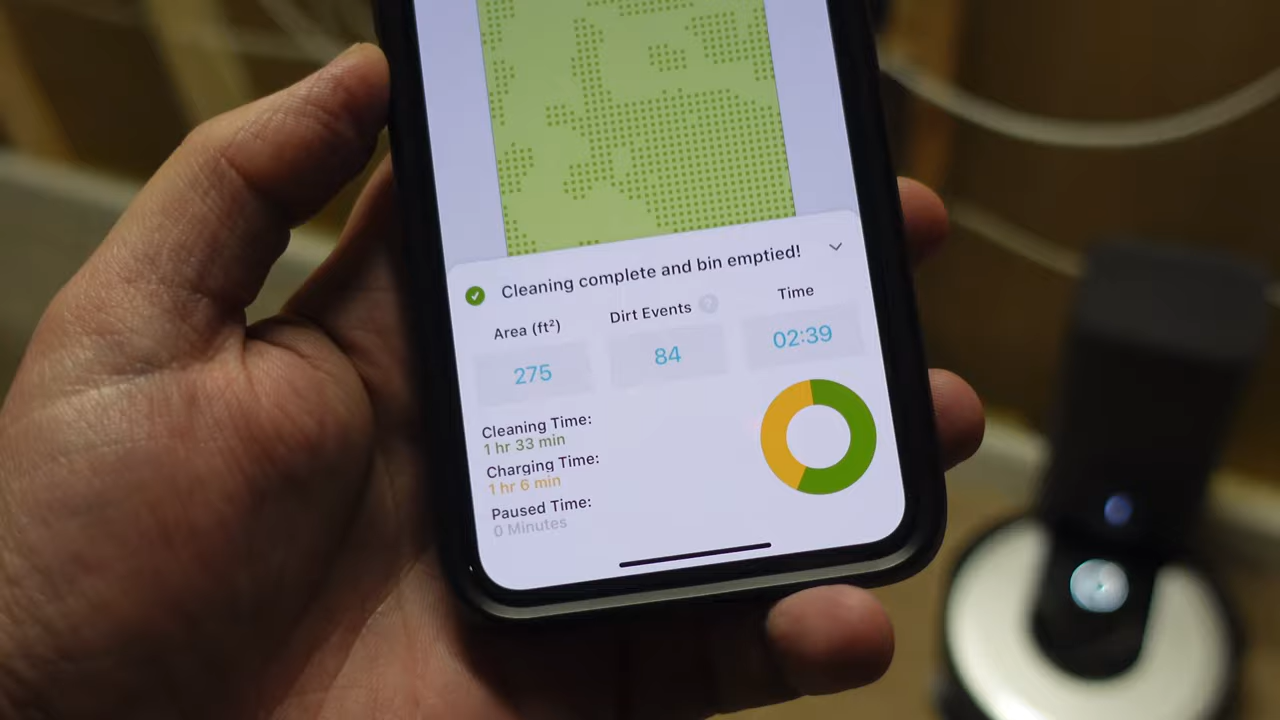 Cleaning complete and bin emptied!
Area (ft²)
Dirt Events ?
Time
275
84
02:39
Cleaning Time:
1 hr 33 min
Charging Time:
1 hr 6 min
Paused Time:
0 Minutes